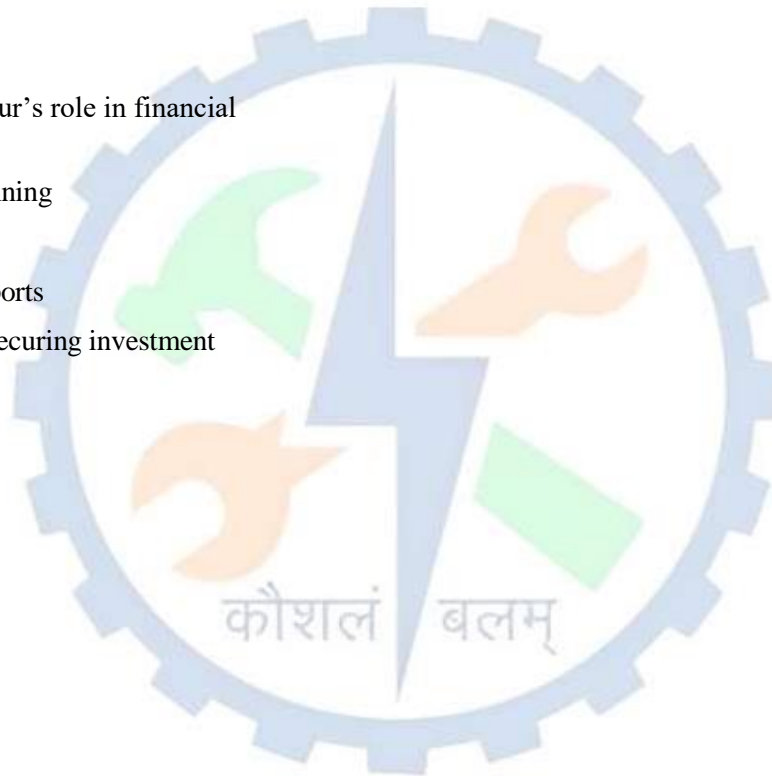 ur’s role in financial
ning
orts
ecuring investment
कौशलं बलम्